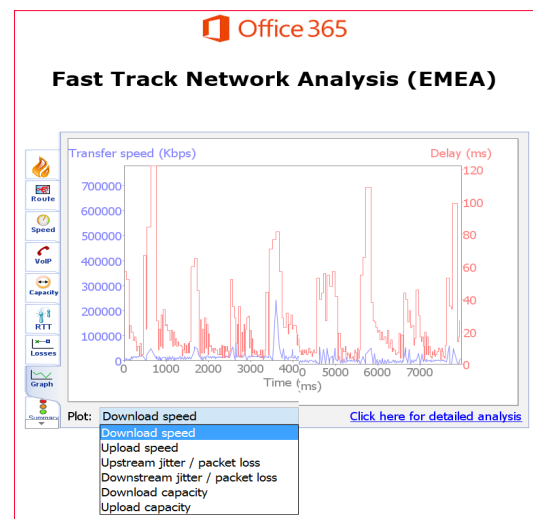 Office 365
Fast Track Network Analysis (EMEA)
Transfer speed (Kbps)
Delay (ms)
700000
600000
500000
400000
300000
200000
100000
0
120
100
80
60
40
20
0
0 1000 2000 3000 4000 5000 6000 7000
Time (ms)
Route
Speed
VoIP
Capacity
RTT
Losses
Graph
Summary
Plot: Download speed
Click here for detailed analysis
Download speed
Upload speed
Upstream jitter / packet loss
Downstream jitter / packet loss
Download capacity
Upload capacity